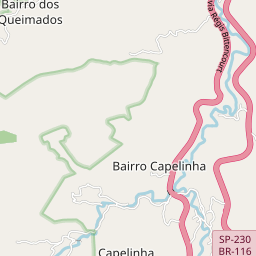 Bairro dos
Queimados
Via Régis Bittencourt
Bairro Capelinha
Capelinha
SP-230
BR-116